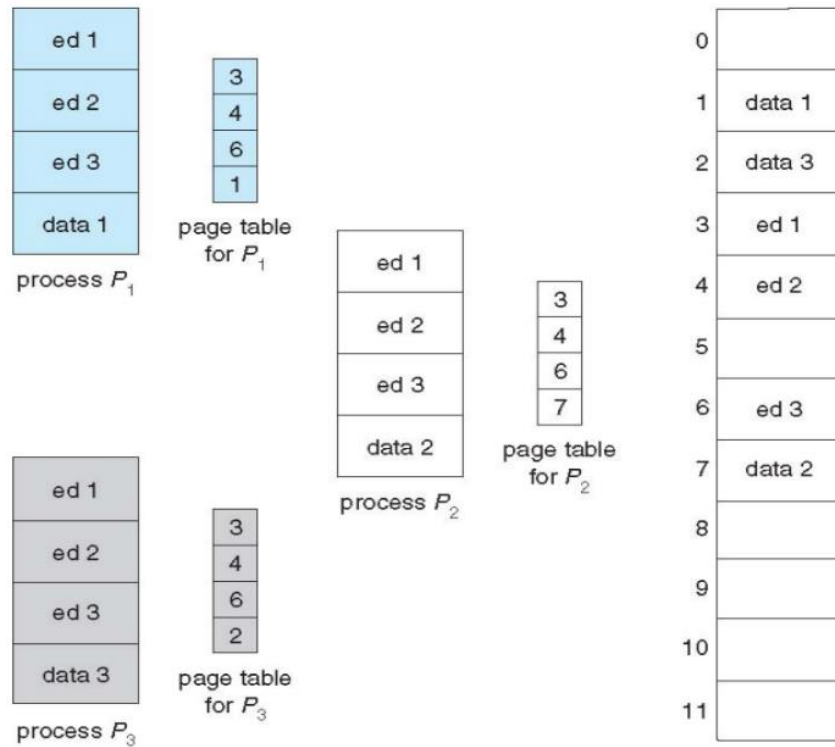 ed 1
ed 2
ed 3
data 1
process P1
3
4
6
1
page table
for P1
ed 1
ed 2
ed 3
data 2
process P2
3
4
6
7
page table
for P2
ed 1
ed 2
ed 3
data 3
process P3
3
4
6
2
page table
for P3
0
1 data 1
2 data 3
3 ed 1
4 ed 2
5
6 ed 3
7 data 2
8
9
10
11